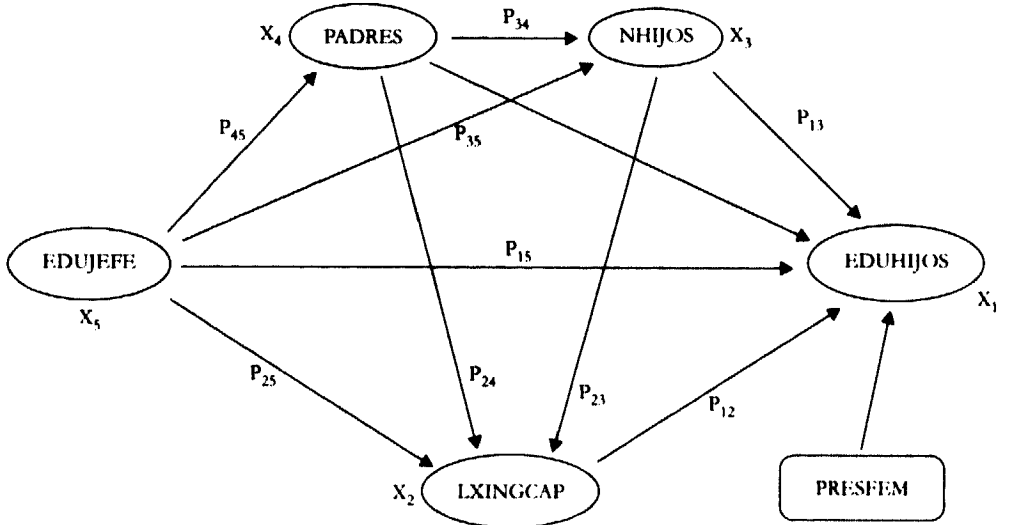 X₄ PADRES P₃₄ NHIJOS X₃
P₄₅ P₃₅ P₁₃
EDUJEFE P₁₅ EDUHIJOS
X₅ X₁
P₂₅ P₂₄ P₂₃ P₁₂
X₂ LXINGCAP PRESFEM